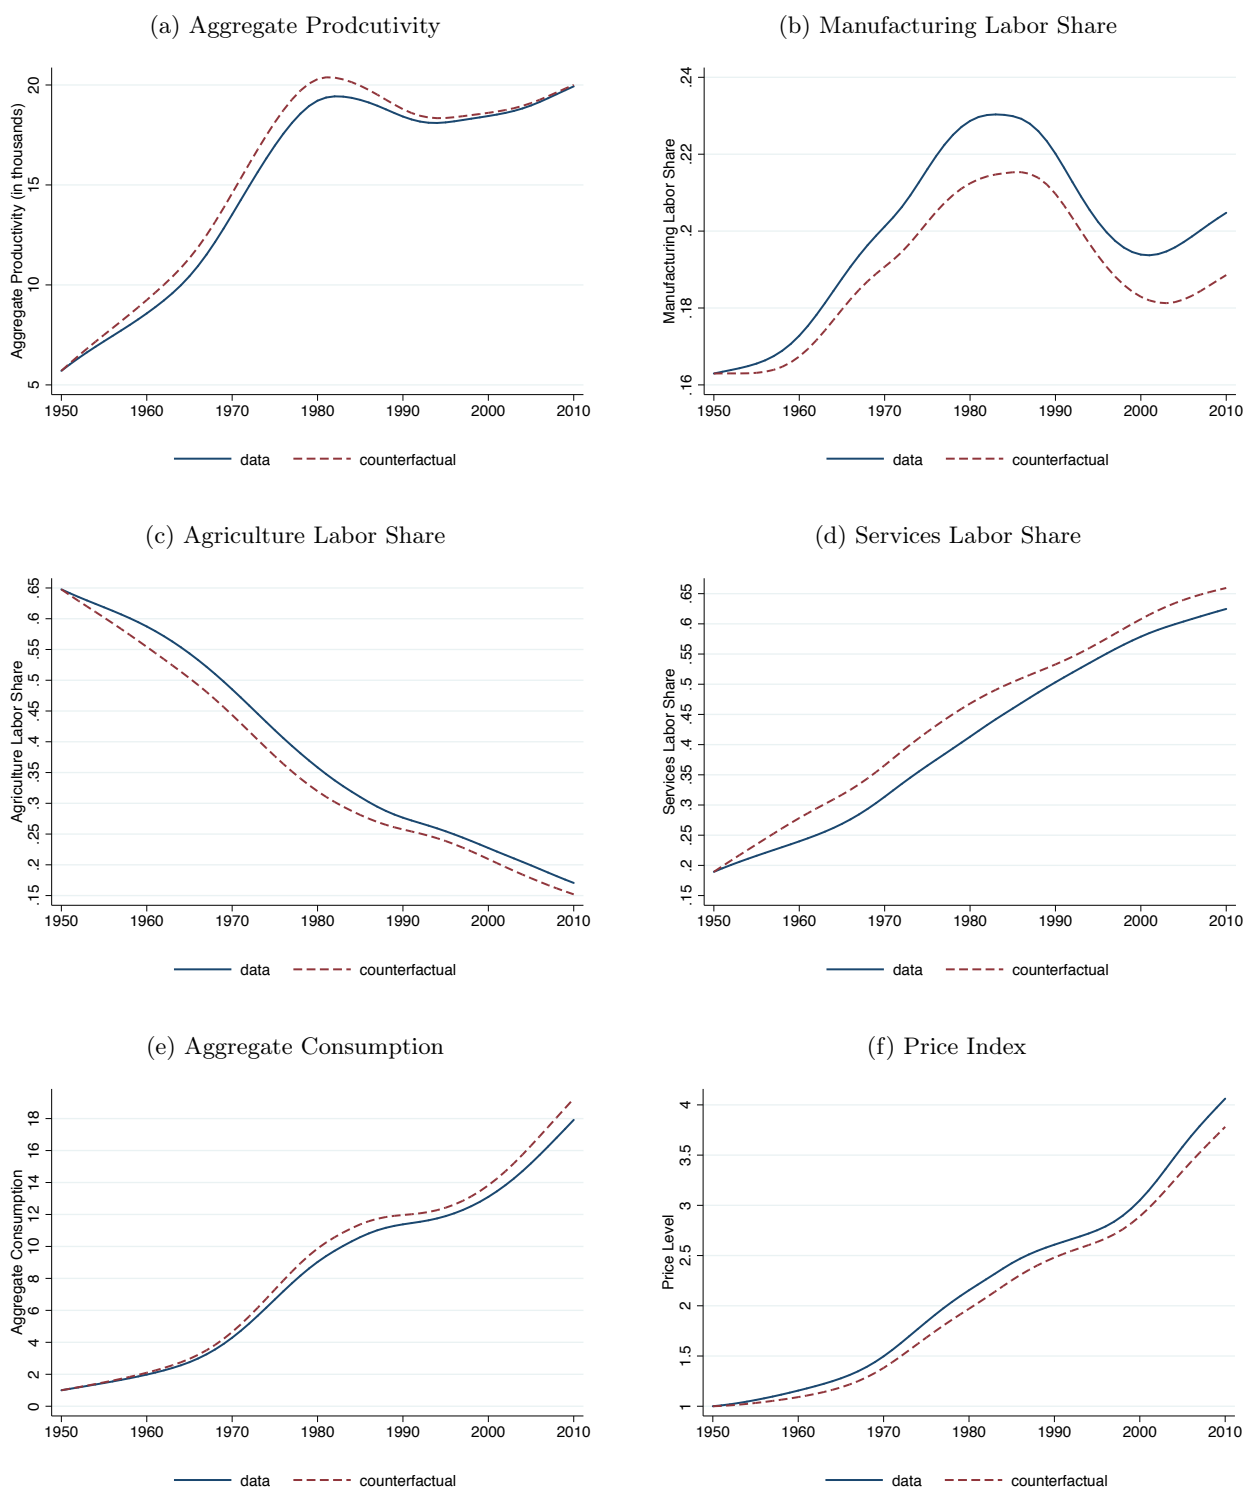 (a) Aggregate Prodcutivity
Aggregate Productivity (in thousands)
20
15
10
5
1950 1960 1970 1980 1990 2000 2010
data counterfactual
(b) Manufacturing Labor Share
Manufacturing Labor Share
.24
.22
.2
.18
.16
1950 1960 1970 1980 1990 2000 2010
data counterfactual
(c) Agriculture Labor Share
Agriculture Labor Share
.65
.6
.55
.5
.45
.4
.35
.3
.25
.2
.15
1950 1960 1970 1980 1990 2000 2010
data counterfactual
(d) Services Labor Share
Services Labor Share
.65
.6
.55
.5
.45
.4
.35
.3
.25
.2
.15
1950 1960 1970 1980 1990 2000 2010
data counterfactual
(e) Aggregate Consumption
Aggregate Consumption
18
16
14
12
10
8
6
4
2
0
1950 1960 1970 1980 1990 2000 2010
data counterfactual
(f) Price Index
Price Level
4
3.5
3
2.5
2
1.5
1
1950 1960 1970 1980 1990 2000 2010
data counterfactual